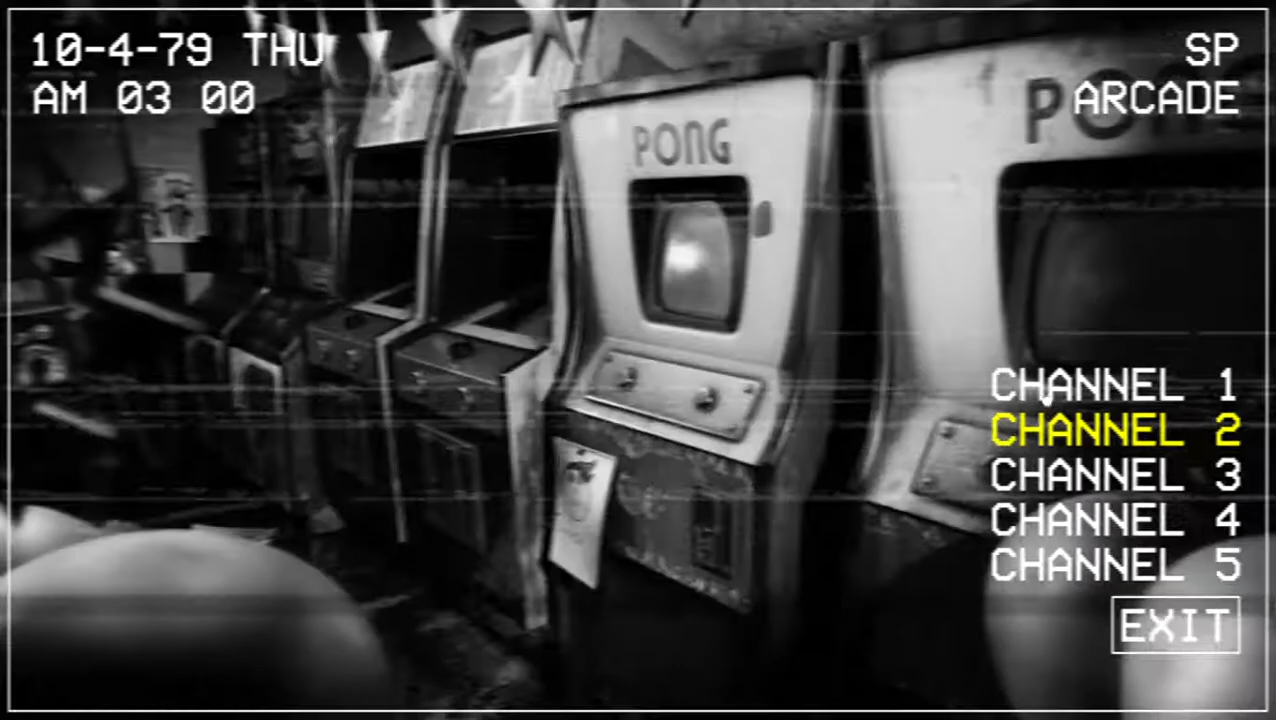 10-4-79 THU
AM 03 00
SP
ARCADE
PONG
CHANNEL 1
CHANNEL 2
CHANNEL 3
CHANNEL 4
CHANNEL 5
EXIT